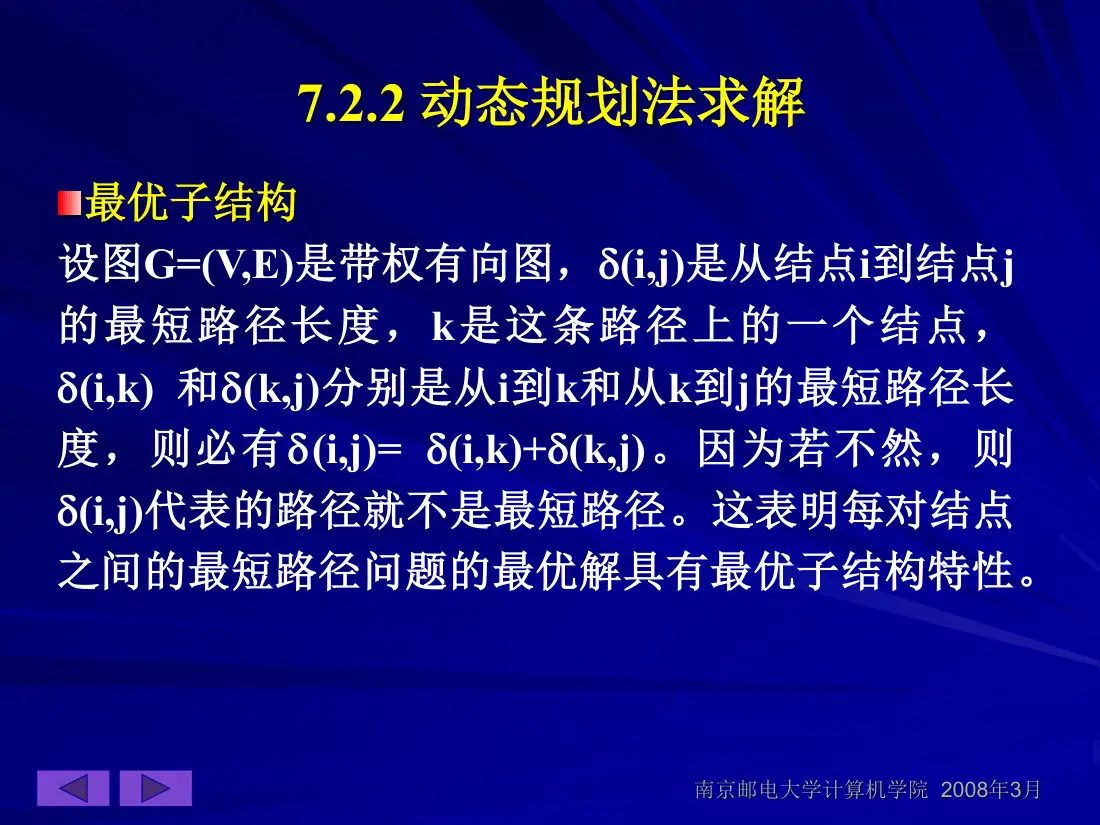 7.2.2 动态规划法求解
最优子结构
设图G=(V,E)是带权有向图，δ(i,j)是从结点i到结点j
的最短路径长度，k是这条路径上的一个结点，
δ(i,k) 和δ(k,j)分别是从i到k和从k到j的最短路径长
度，则必有δ(i,j)= δ(i,k)+δ(k,j)。因为若不然，则
δ(i,j)代表的路径就不是最短路径。这表明每对结点
之间的最短路径问题的最优解具有最优子结构特性。
南京邮电大学计算机学院 2008年3月